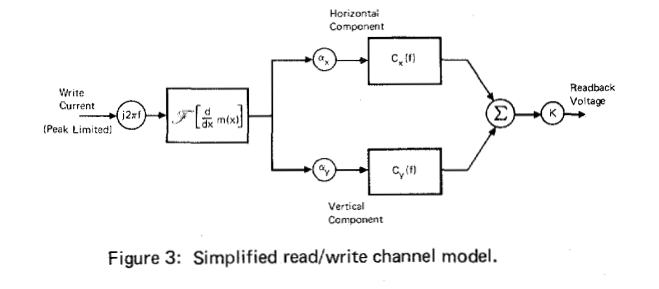 Horizontal
Component
αx
Cx(f)
Write
Current
(Peak Limited)
j2πf
ℱ[d/dx m(x)]
Σ
K
Readback
Voltage
αy
Cy(f)
Vertical
Component
Figure 3: Simplified read/write channel model.